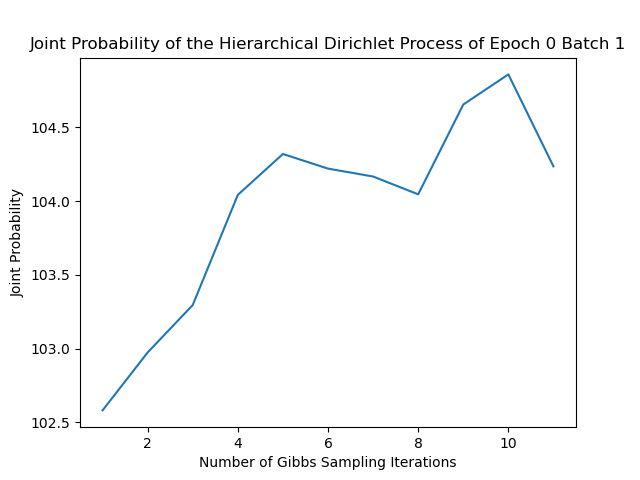 Joint Probability of the Hierarchical Dirichlet Process of Epoch 0 Batch 1
Joint Probability
104.5
104.0
103.5
103.0
102.5
2 4 6 8 10
Number of Gibbs Sampling Iterations